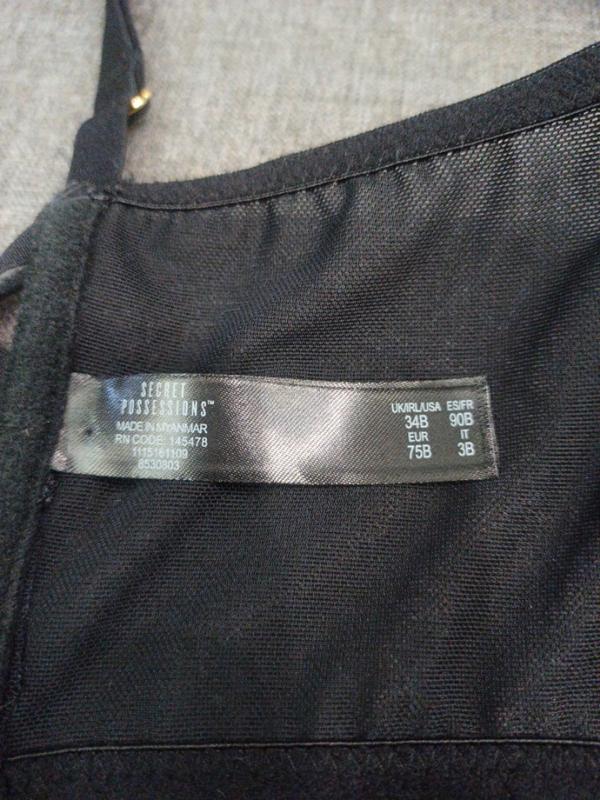 SECRET
POSSESSIONS™
MADE IN MYANMAR
RN CODE: 145478
1115161109
8530803
UK/IRL/USA ES/FR
34B 90B
EUR IT
75B 3B